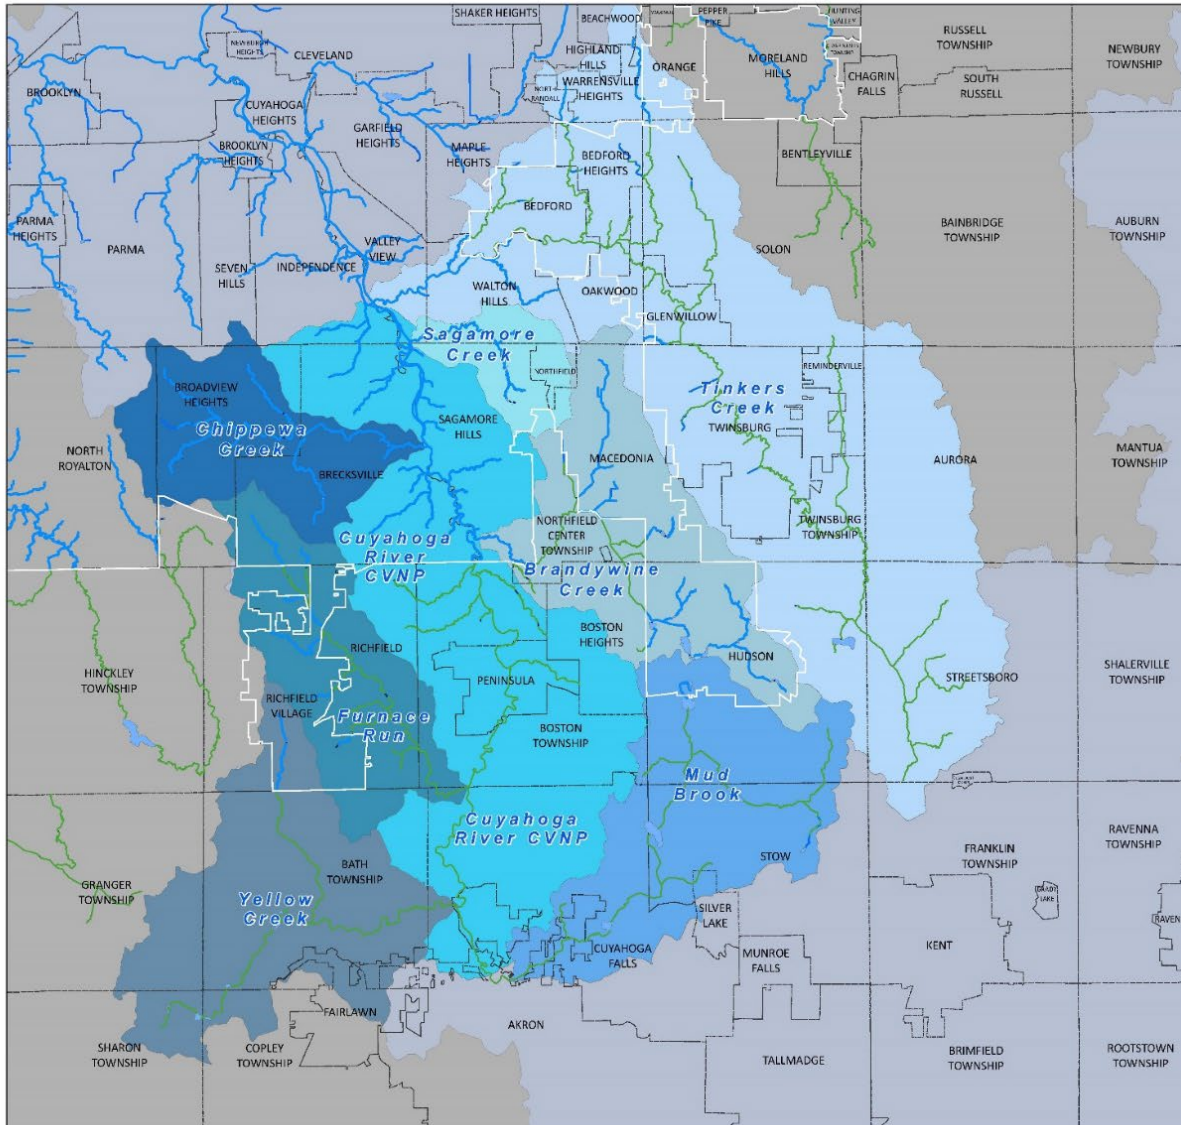 SHAKER HEIGHTS
BEACHWOOD
PEPPER
PIKE
HUNTING
VALLEY
RUSSELL
TOWNSHIP
NEWBURY
TOWNSHIP
NEWBURGH
HEIGHTS
CLEVELAND
HIGHLAND
HILLS
ORANGE
MORELAND
HILLS
CHAGRIN
FALLS
SOUTH
RUSSELL
BROOKLYN
WARRENSVILLE
HEIGHTS
NORTH
RANDALL
CUYAHOGA
HEIGHTS
GARFIELD
HEIGHTS
BROOKLYN
HEIGHTS
MAPLE
HEIGHTS
BEDFORD
HEIGHTS
BENTLEYVILLE
BEDFORD
PARMA
HEIGHTS
PARMA
SEVEN
HILLS
INDEPENDENCE
VALLEY
VIEW
SOLON
BAINBRIDGE
TOWNSHIP
AUBURN
TOWNSHIP
WALTON
HILLS
OAKWOOD
GLENWILLOW
Sagamore
Creek
NORTHFIELD
REMINDERVILLE
BROADVIEW
HEIGHTS
Tinkers
Creek
TWINSBURG
Chippewa
Creek
SAGAMORE
HILLS
NORTH
ROYALTON
BRECKSVILLE
MACEDONIA
AURORA
MANTUA
TOWNSHIP
Cuyahoga
River
CVNP
NORTHFIELD
CENTER
TOWNSHIP
TWINSBURG
TOWNSHIP
Brandywine
Creek
BOSTON
HEIGHTS
RICHFIELD
HUDSON
HINCKLEY
TOWNSHIP
PENINSULA
STREETSBORO
SHALERVILLE
TOWNSHIP
RICHFIELD
VILLAGE
Furnace
Run
BOSTON
TOWNSHIP
Mud
Brook
Cuyahoga
River CVNP
RAVENNA
TOWNSHIP
FRANKLIN
TOWNSHIP
STOW
BATH
TOWNSHIP
GRANGER
TOWNSHIP
Yellow
Creek
BRADY
LAKE
SILVER
LAKE
RAVEN
CUYAHOGA
FALLS
MUNROE
FALLS
KENT
FAIRLAWN
AKRON
SHARON
TOWNSHIP
COPLEY
TOWNSHIP
TALLMADGE
BRIMFIELD
TOWNSHIP
ROOTSTOWN
TOWNSHIP